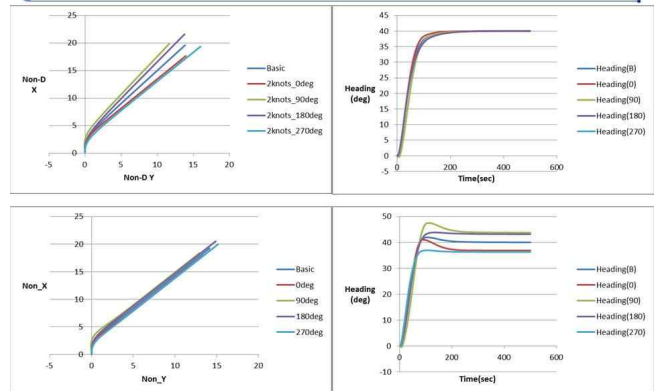 25
20
15
10
5
0
-5 0 5 10 15 20
Non-D
X
Non-D Y
Basic
2knots_0deg
2knots_90deg
2knots_180deg
2knots_270deg
45
40
35
30
25
20
15
10
5
0
-5
0 200 400 600
Heading
(deg)
Time(sec)
Heading(B)
Heading(0)
Heading(90)
Heading(180)
Heading(270)
25
20
15
10
5
0
-5 0 5 10 15 20
Non_X
Non_Y
Basic
0deg
90deg
180deg
270deg
50
40
30
20
10
0
-10
0 200 400 600
Heading
(deg)
Time(sec)
Heading(B)
Heading(0)
Heading(90)
Heading(180)
Heading(270)